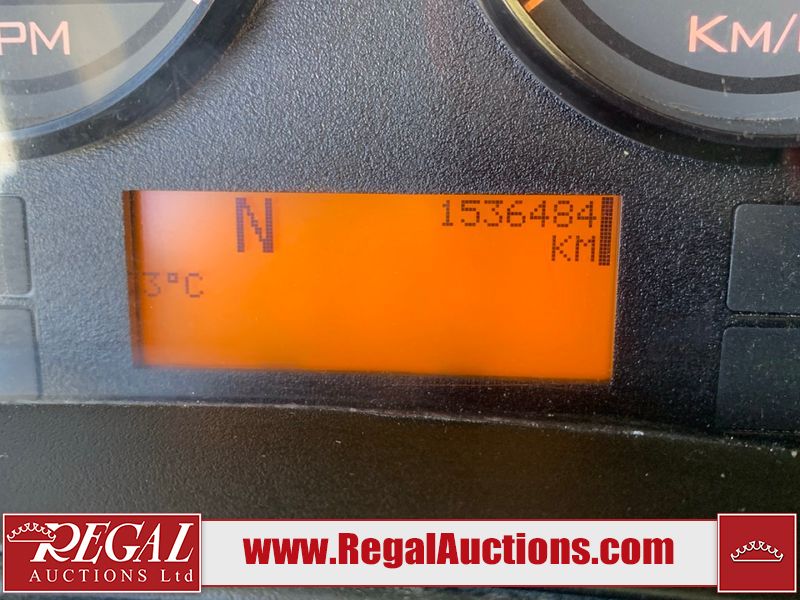 PM
KM/
N
1536484
KM
3°C
REGAL
AUCTIONS Ltd
www.RegalAuctions.com